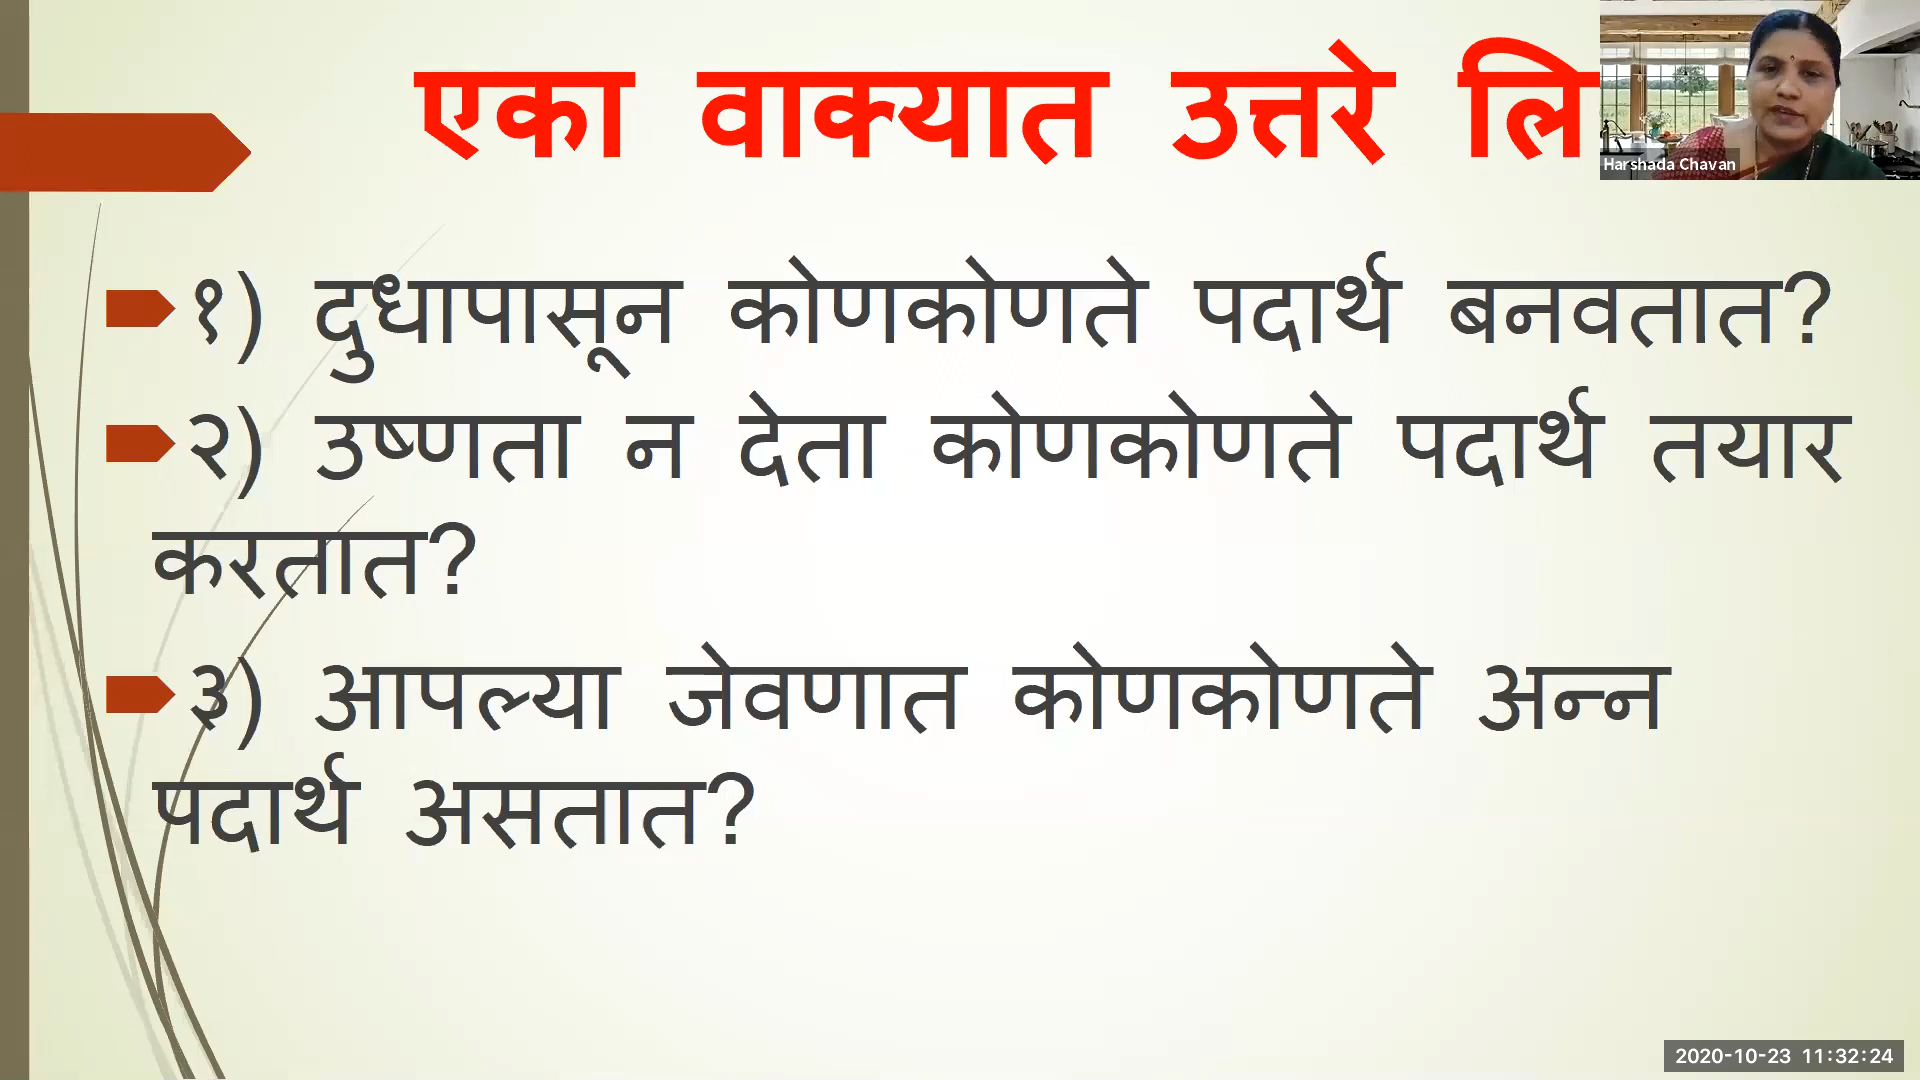 एका वाक्यात उत्तरे लि
Harshada Chavan
१) दुधापासून कोणकोणते पदार्थ बनवतात?
२) उष्णता न देता कोणकोणते पदार्थ तयार
करतात?
३) आपल्या जेवणात कोणकोणते अन्न
पदार्थ असतात?
2020-10-23 11:32:24